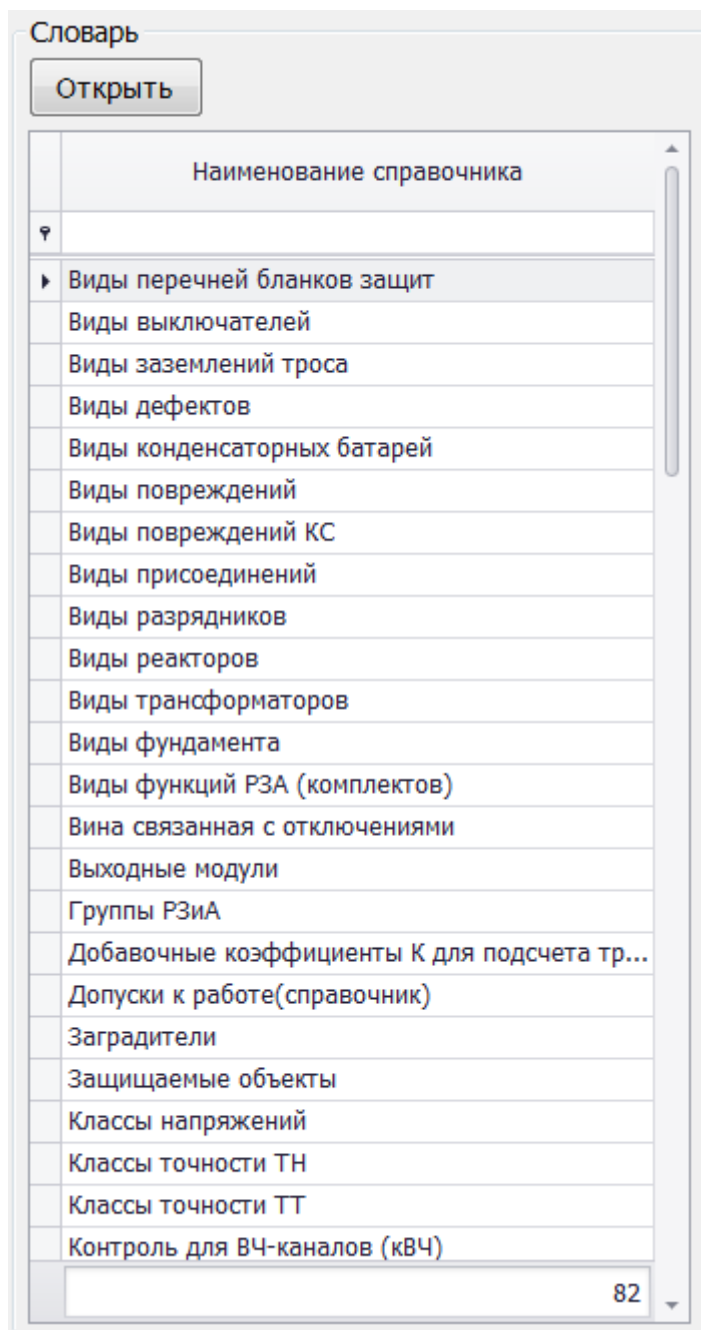 Словарь
Открыть
Наименование справочника
Виды перечней бланков защит
Виды выключателей
Виды заземлений троса
Виды дефектов
Виды конденсаторных батарей
Виды повреждений
Виды повреждений КС
Виды присоединений
Виды разрядников
Виды реакторов
Виды трансформаторов
Виды фундамента
Виды функций РЗА (комплектов)
Вина связанная с отключениями
Выходные модули
Группы РЗиА
Добавочные коэффициенты К для подсчета тр...
Допуски к работе(справочник)
Заградители
Защищаемые объекты
Классы напряжений
Классы точности ТН
Классы точности ТТ
Контроль для ВЧ-каналов (кВЧ)
82